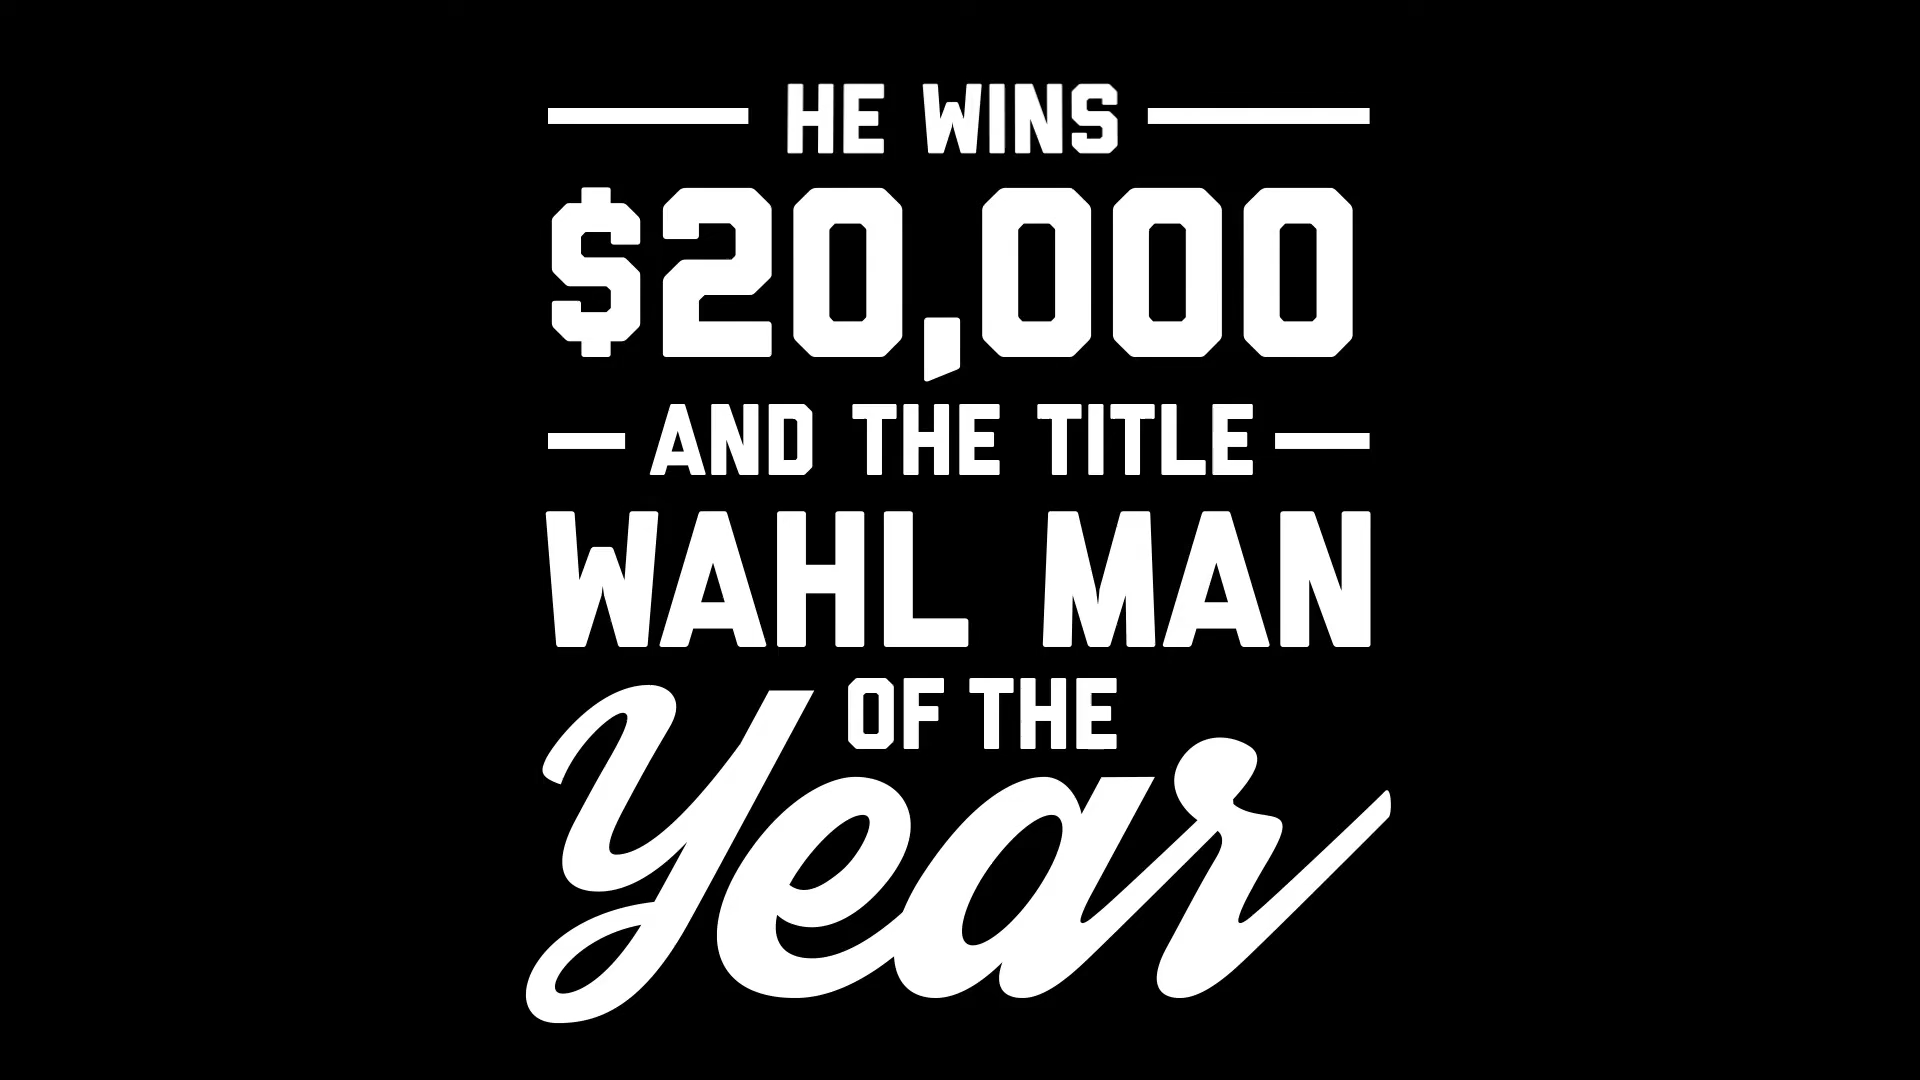 HE WINS
$20,000
AND THE TITLE
WAHL MAN
OF THE
Year